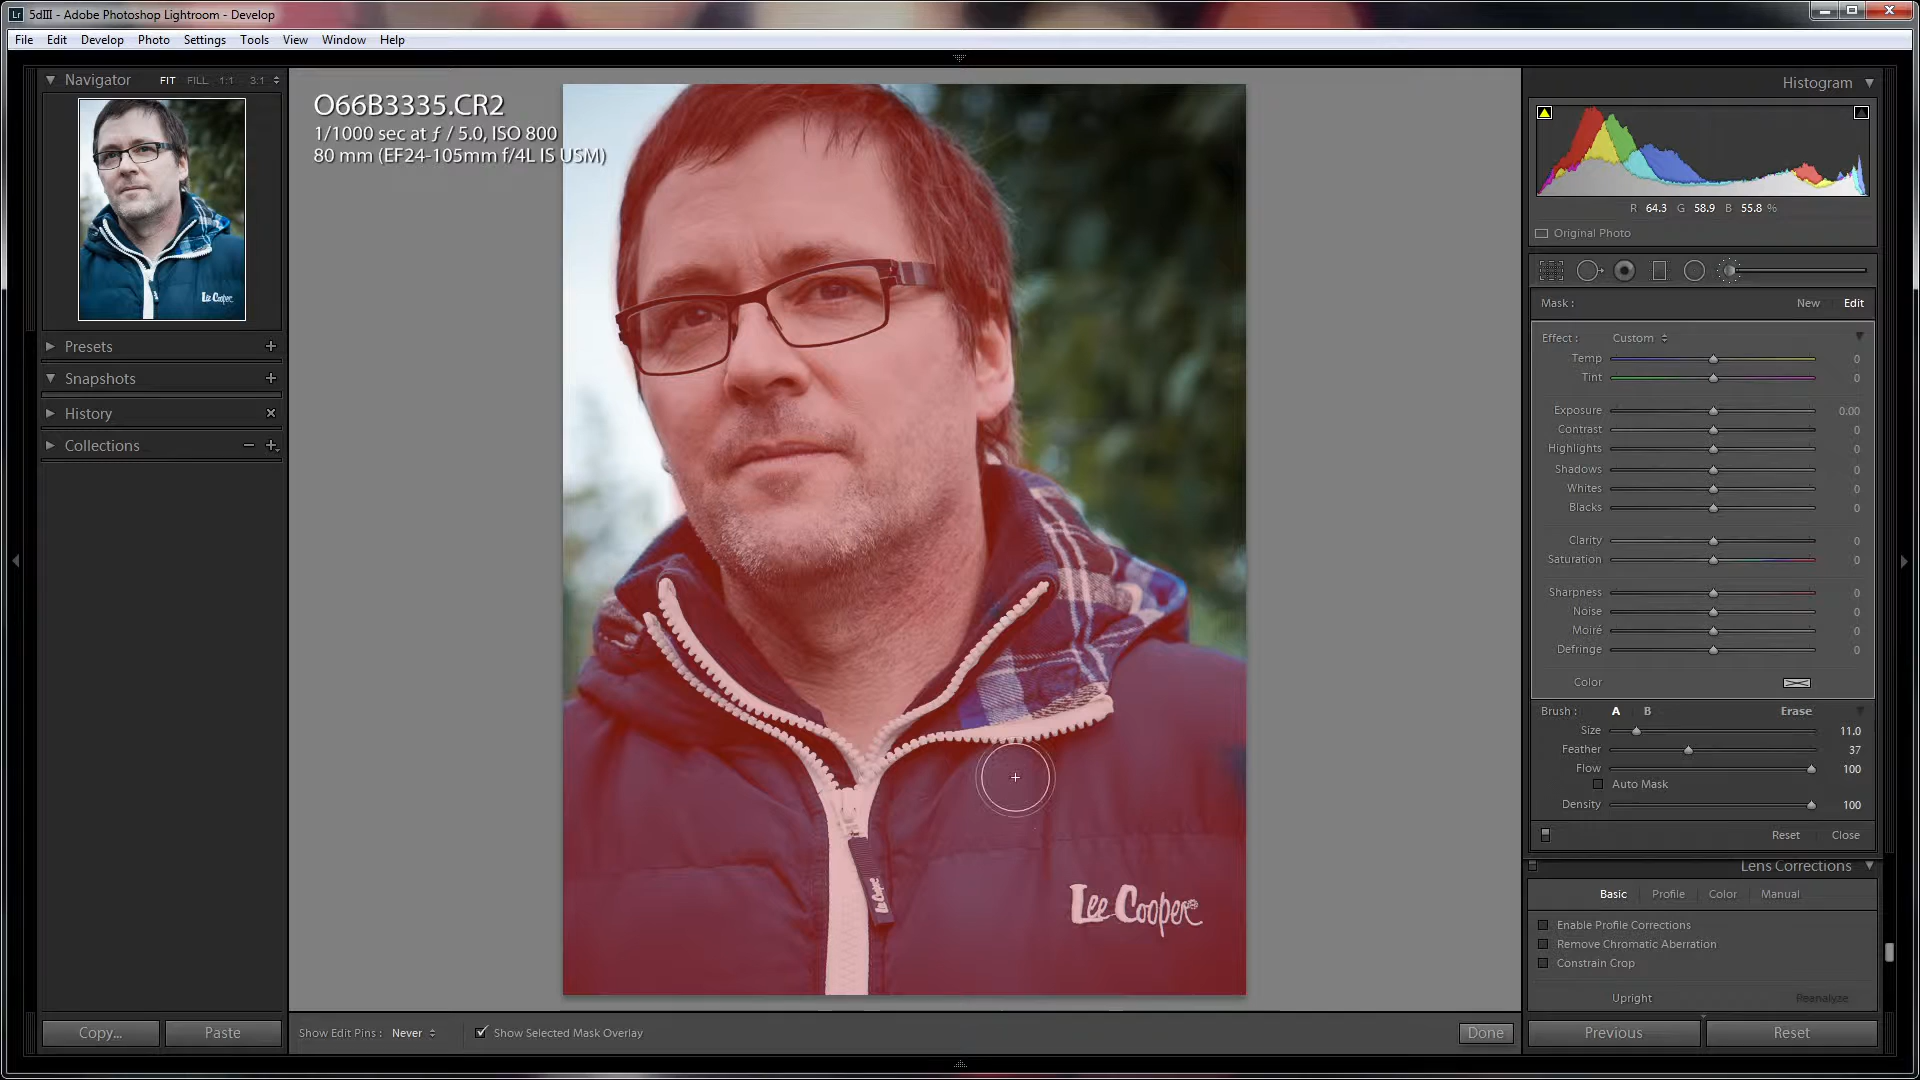 5dIII - Adobe Photoshop Lightroom - Develop
File Edit Develop Photo Settings Tools View Window Help
Navigator FIT FILL 1:1 3:1
Presets
Snapshots
History
Collections
Copy... Paste
O66B3335.CR2
1/1000 sec at ƒ / 5.0, ISO 800
80 mm (EF24-105mm f/4L IS USM)
Lee Cooper
Lee Cooper
Lee Cooper
Show Edit Pins : Never Show Selected Mask Overlay Done
Histogram
R 64.3 G 58.9 B 55.8 %
Original Photo
Mask : New Edit
Effect : Custom
Temp 0
Tint 0
Exposure 0.00
Contrast 0
Highlights 0
Shadows 0
Whites 0
Blacks 0
Clarity 0
Saturation 0
Sharpness 0
Noise 0
Moiré 0
Defringe 0
Color
Brush : A B Erase
Size 11.0
Feather 37
Flow 100
Auto Mask
Density 100
Reset Close
Lens Corrections
Basic Profile Color Manual
Enable Profile Corrections
Remove Chromatic Aberration
Constrain Crop
Upright Reanalyze
Previous Reset